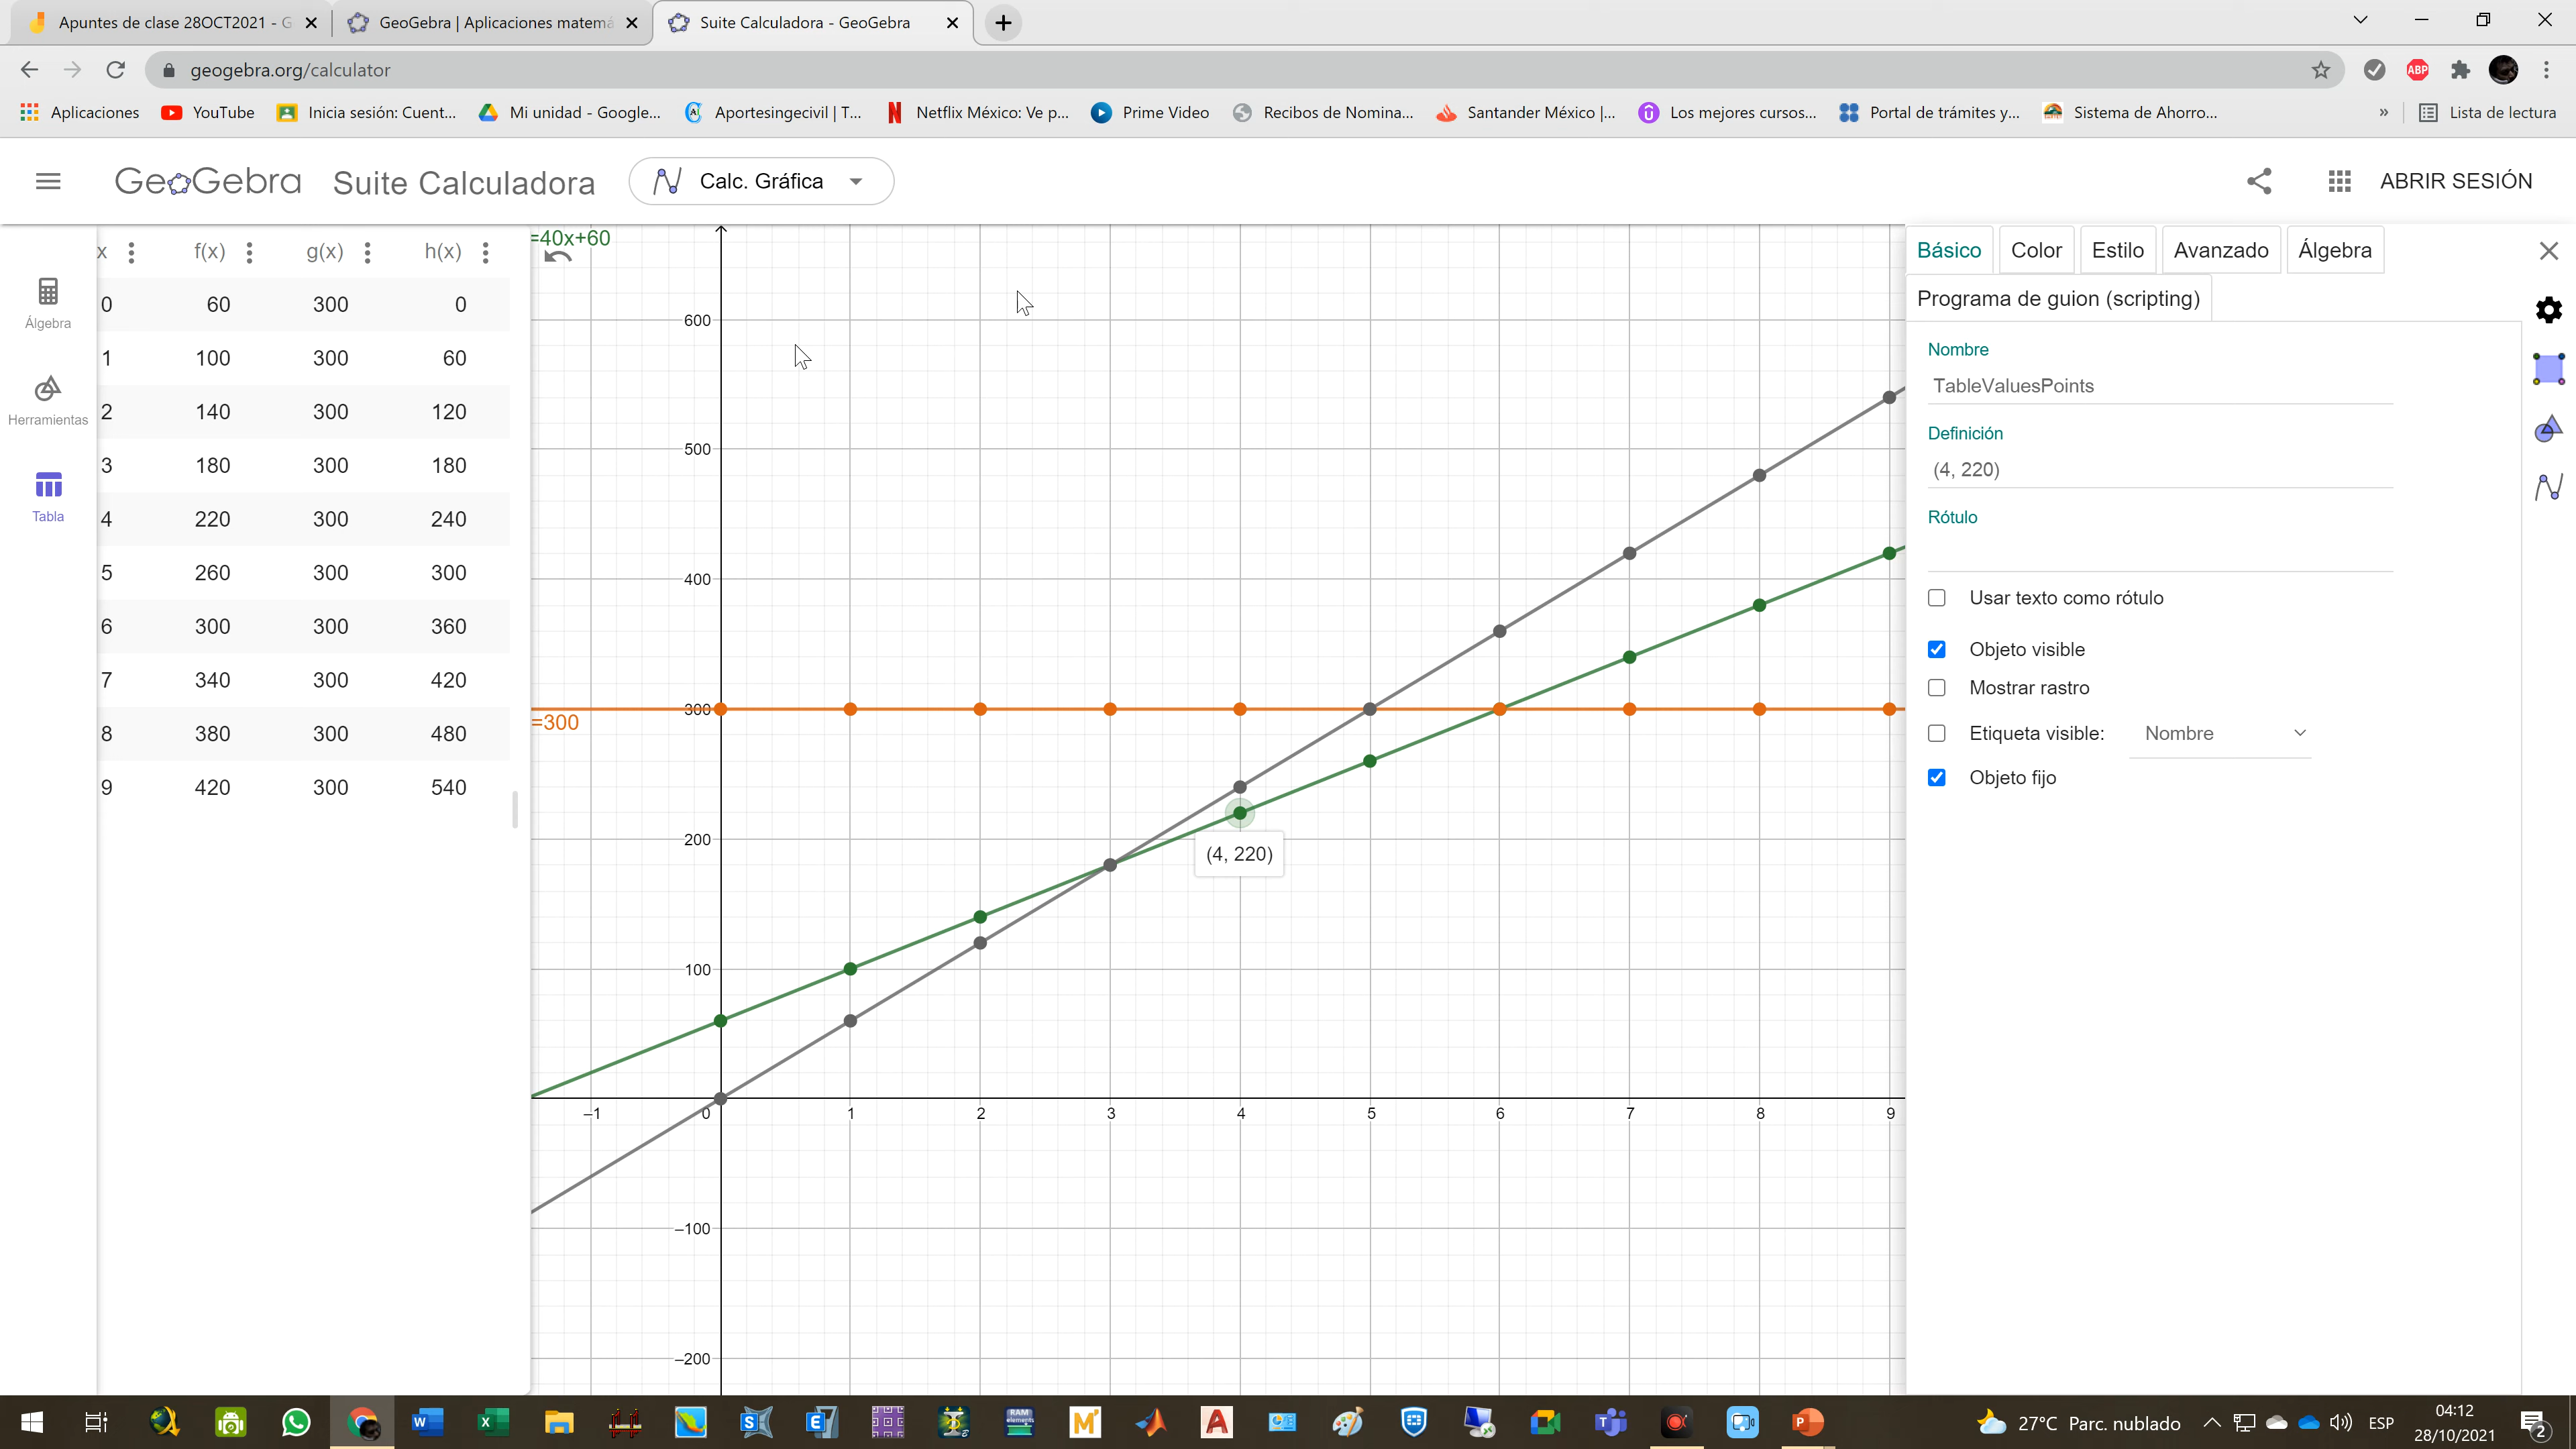 Apuntes de clase 28OCT2021 - G
GeoGebra | Aplicaciones matemá
Suite Calculadora - GeoGebra
geogebra.org/calculator
ABP
Aplicaciones
YouTube
Inicia sesión: Cuent...
Mi unidad - Google...
Aportesingecivil | T...
Netflix México: Ve p...
Prime Video
Recibos de Nomina...
Santander México |...
Los mejores cursos...
Portal de trámites y...
Sistema de Ahorro...
»
Lista de lectura
GeoGebra
Suite Calculadora
Calc. Gráfica
ABRIR SESIÓN
Álgebra
Herramientas
Tabla
x f(x) g(x) h(x)
0 60 300 0
1 100 300 60
2 140 300 120
3 180 300 180
4 220 300 240
5 260 300 300
6 300 300 360
7 340 300 420
8 380 300 480
9 420 300 540
=40x+60
600
500
400
300
=300
200
(4, 220)
100
–1 0 1 2 3 4 5 6 7 8 9
–100
–200
Básico Color Estilo Avanzado Álgebra
Programa de guion (scripting)
Nombre
TableValuesPoints
Definición
(4, 220)
Rótulo
Usar texto como rótulo
Objeto visible
Mostrar rastro
Etiqueta visible: Nombre
Objeto fijo
27°C Parc. nublado
ESP
04:12
28/10/2021
2